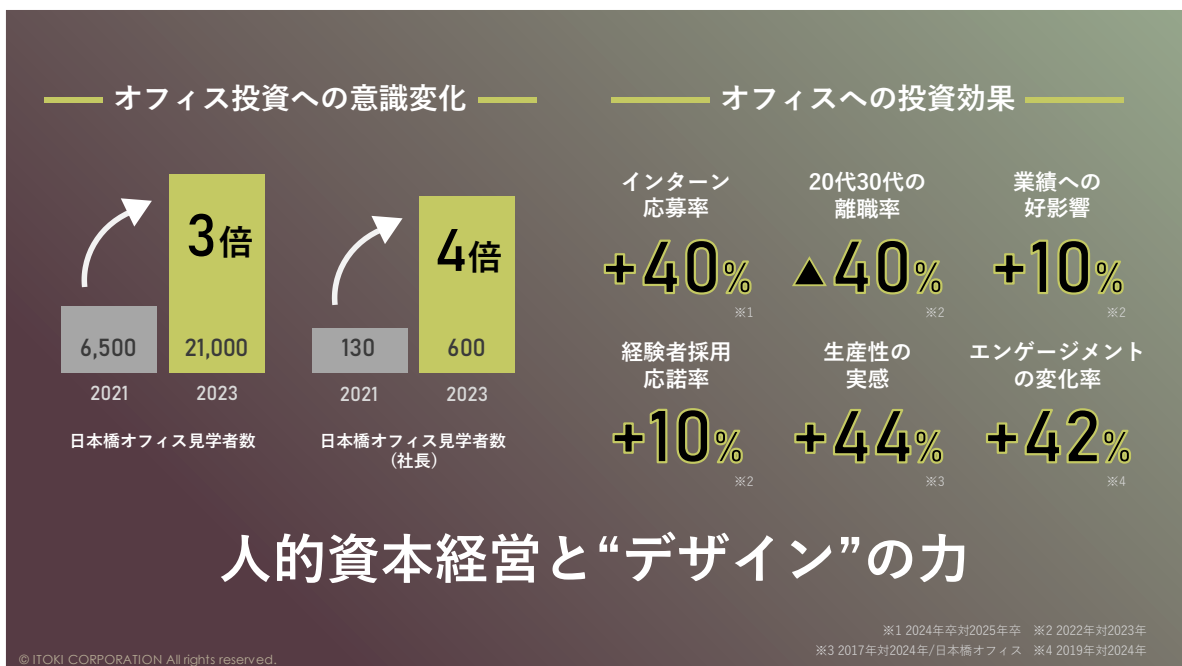 オフィス投資への意識変化
3倍
6,500
21,000
2021
2023
日本橋オフィス見学者数
4倍
130
600
2021
2023
日本橋オフィス見学者数
(社長)
オフィスへの投資効果
インターン
応募率
+40%
※1
20代30代の
離職率
▲40%
※2
業績への
好影響
+10%
※2
経験者採用
応諾率
+10%
※2
生産性の
実感
+44%
※3
エンゲージメント
の変化率
+42%
※4
人的資本経営と“デザイン”の力
※1 2024年卒対2025年卒 ※2 2022年対2023年
※3 2017年対2024年/日本橋オフィス ※4 2019年対2024年
© ITOKI CORPORATION All rights reserved.